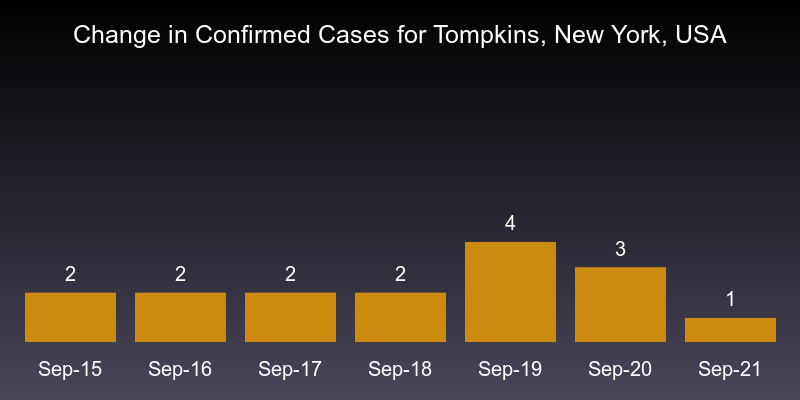 Change in Confirmed Cases for Tompkins, New York, USA
4
3
2 2 2 2
1
Sep-15 Sep-16 Sep-17 Sep-18 Sep-19 Sep-20 Sep-21